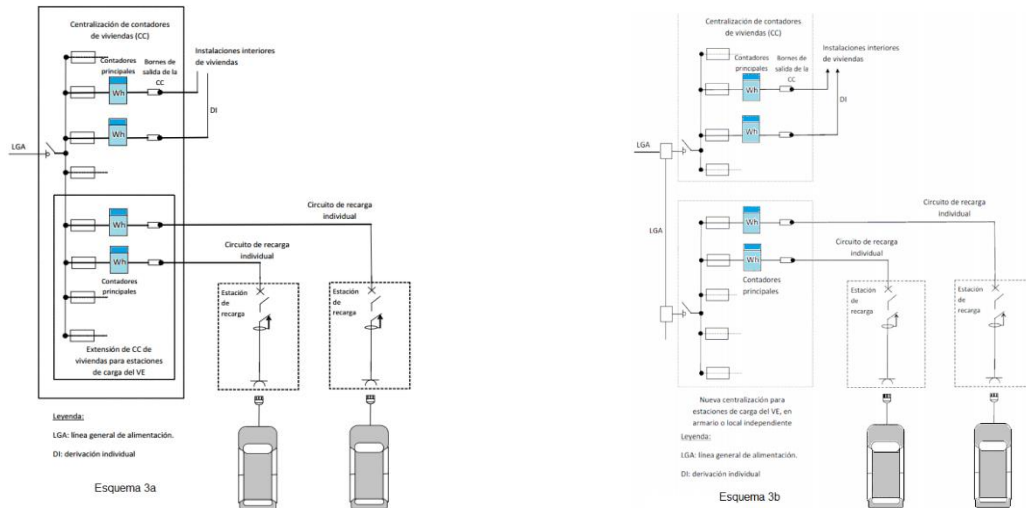 Centralización de contadores
de viviendas (CC)
Instalaciones interiores
de viviendas
Contadores
principales
Bornes de
salida de la
CC
Wh
DI
Wh
LGA
Circuito de recarga
individual
Wh
Circuito de recarga
individual
Wh
Contadores
principales
Estación
de
recarga
Estación
de
recarga
Extensión de CC de
viviendas para estaciones
de carga del VE
Leyenda:
LGA: línea general de alimentación.
DI: derivación individual
Esquema 3a
Centralización de contadores
de viviendas (CC)
Instalaciones interiores
de viviendas
Contadores
principales
Bornes de
salida de la
CC
Wh
DI
Wh
LGA
Circuito de recarga
individual
Wh
LGA
Circuito de recarga
individual
Wh
Contadores
principales
Estación
de
recarga
Estación
de
recarga
Nueva centralización para
estaciones de carga del VE, en
armario o local independiente
Leyenda:
LGA: línea general de alimentación.
DI: derivación individual
Esquema 3b